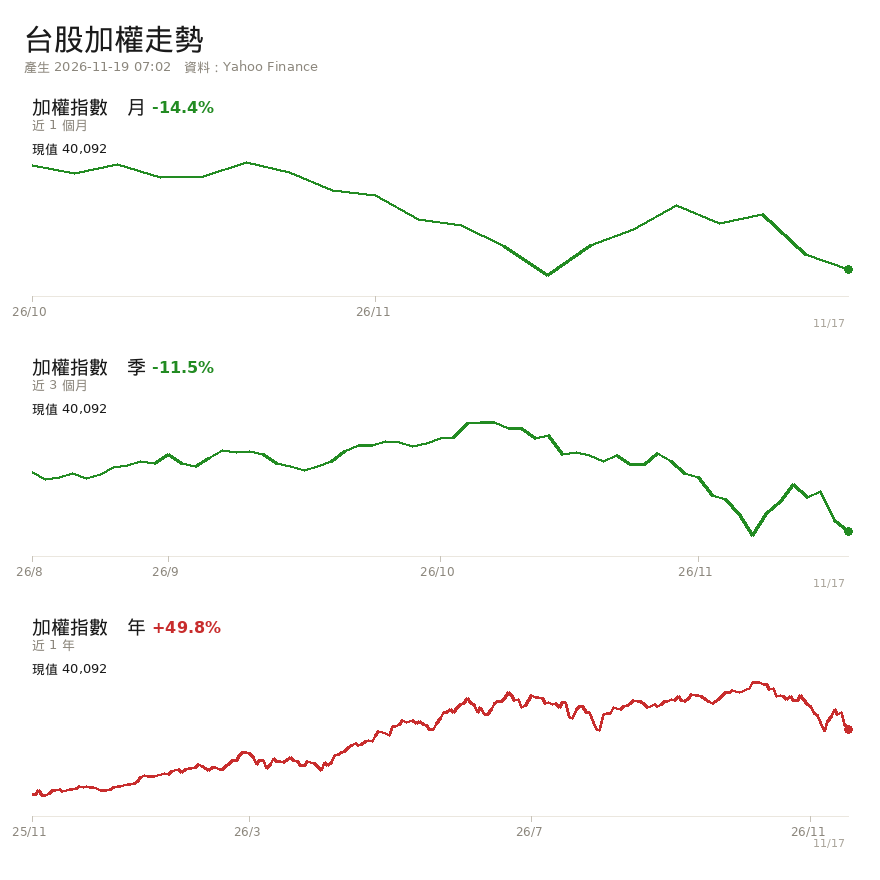 台股加權走勢
產生 2026-11-19 07:02　資料：Yahoo Finance
加權指數　月 -14.4%
近 1 個月
現值 40,092
26/10 26/11
11/17
加權指數　季 -11.5%
近 3 個月
現值 40,092
26/8 26/9 26/10 26/11
11/17
加權指數　年 +49.8%
近 1 年
現值 40,092
25/11 26/3 26/7 26/11
11/17